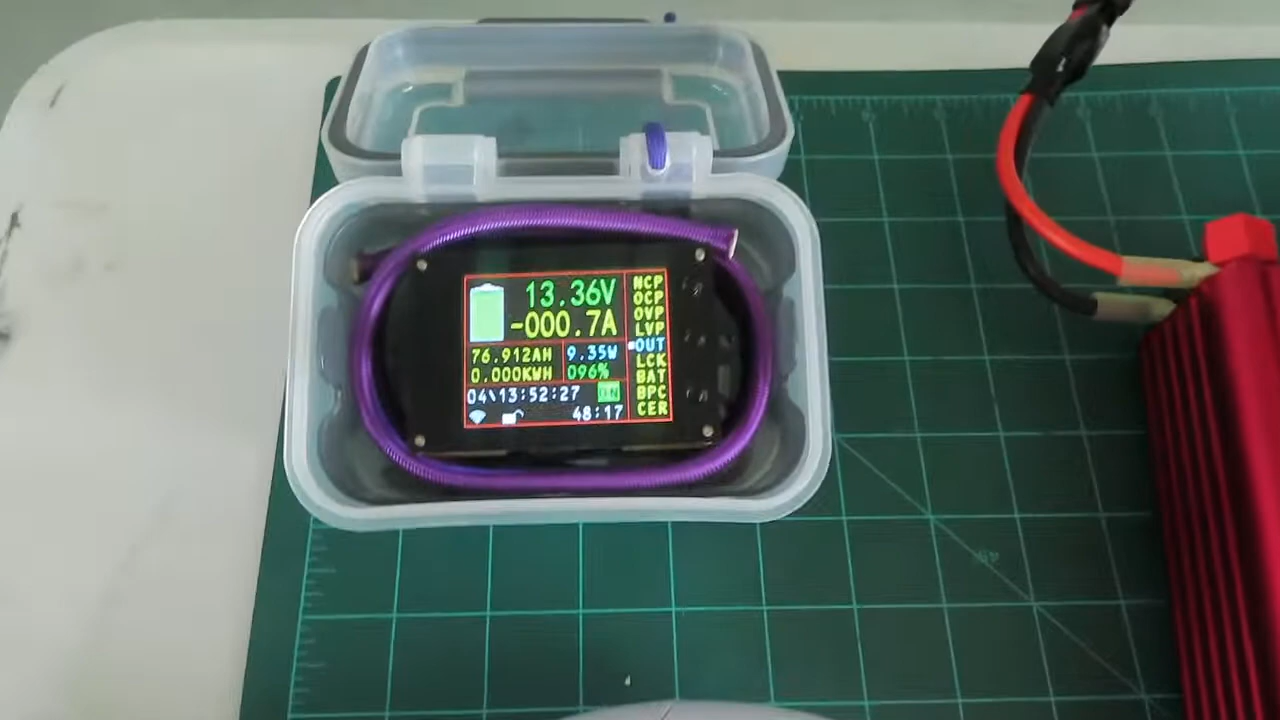 13.36V
-000.7A
76.912AH
9.35W
0.000KWH
096%
04\13:52:27
ON
48:17
NCP
OCP
OVP
LVP
OUT
LCK
BAT
BPC
CER